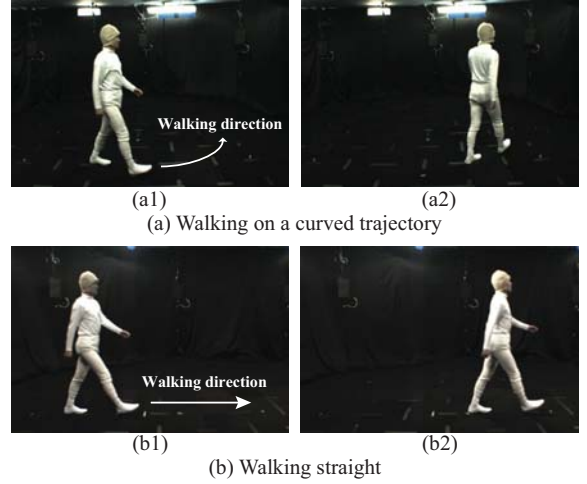 Walking direction
(a1)
(a2)
(a) Walking on a curved trajectory
Walking direction
(b1)
(b2)
(b) Walking straight